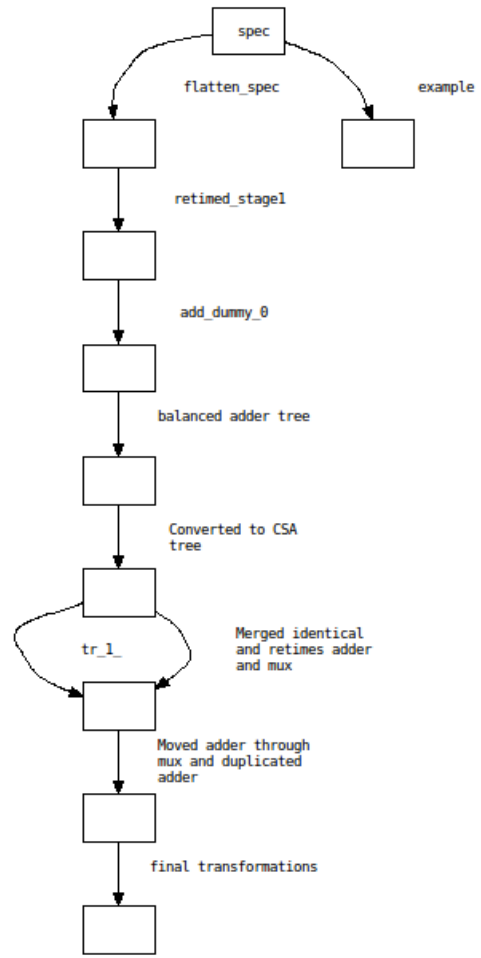 spec
flatten_spec
example
retimed_stage1
add_dummy_0
balanced adder tree
Converted to CSA
tree
tr_1_
Merged identical
and retimes adder
and mux
Moved adder through
mux and duplicated
adder
final transformations